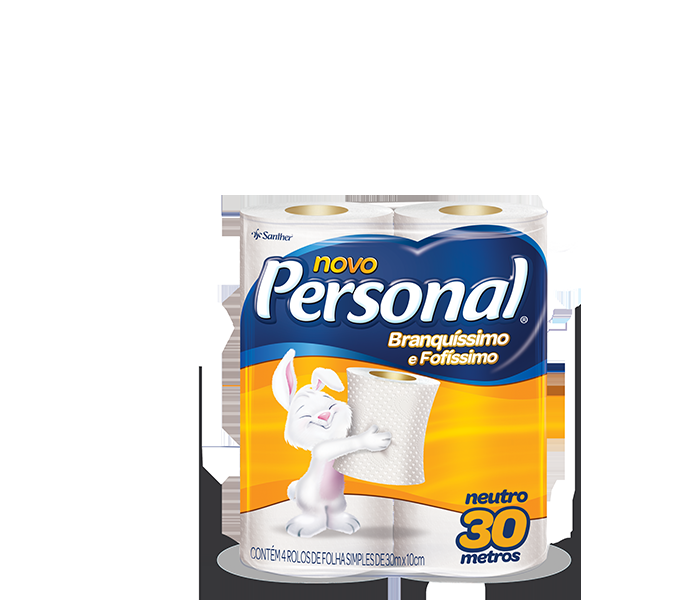 Santher
novo
Personal®
Branquíssimo
e Fofíssimo
neutro
30
metros
CONTÉM 4 ROLOS DE FOLHA SIMPLES DE 30m x 10cm